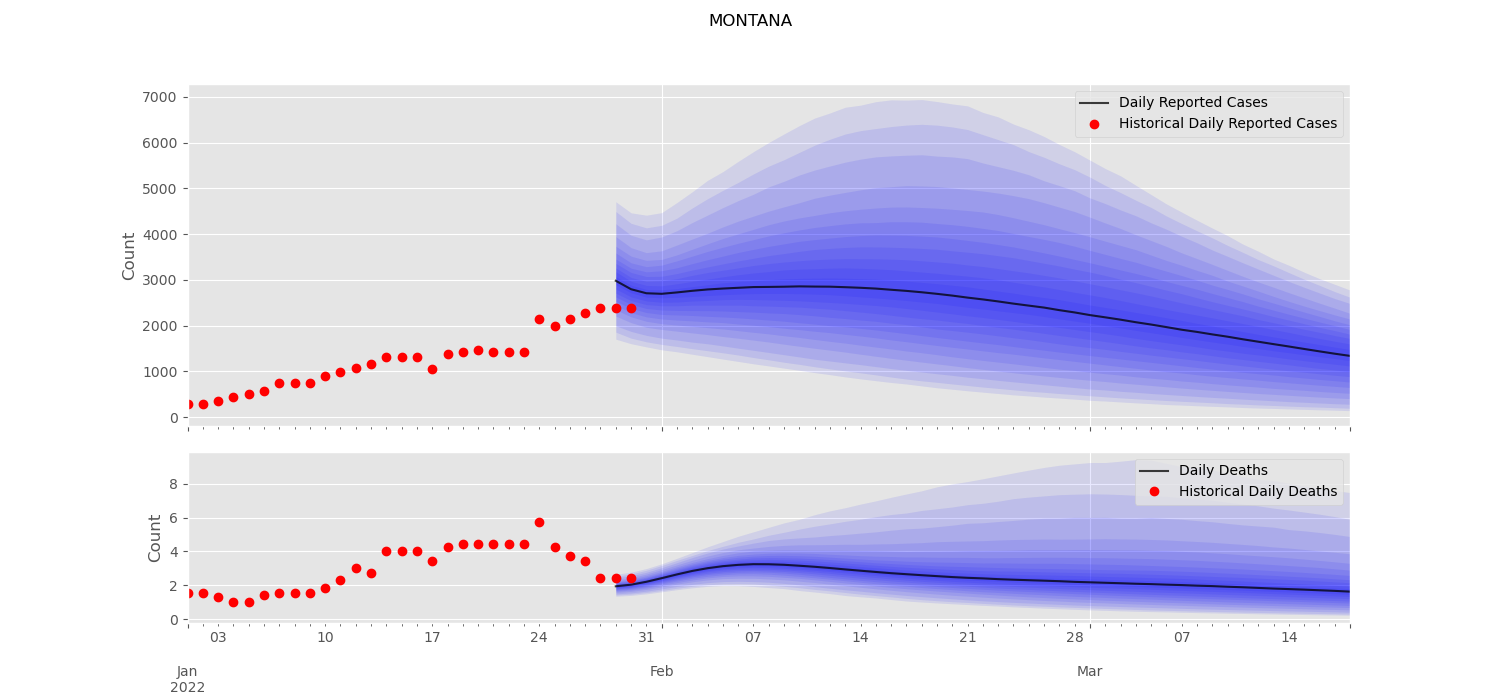 MONTANA
7000
6000
5000
4000
3000
2000
1000
0
Count
Daily Reported Cases
Historical Daily Reported Cases
8
6
4
2
0
Count
Daily Deaths
Historical Daily Deaths
03 10 17 24 31 07 14 21 28 07 14
Jan Feb Mar
2022